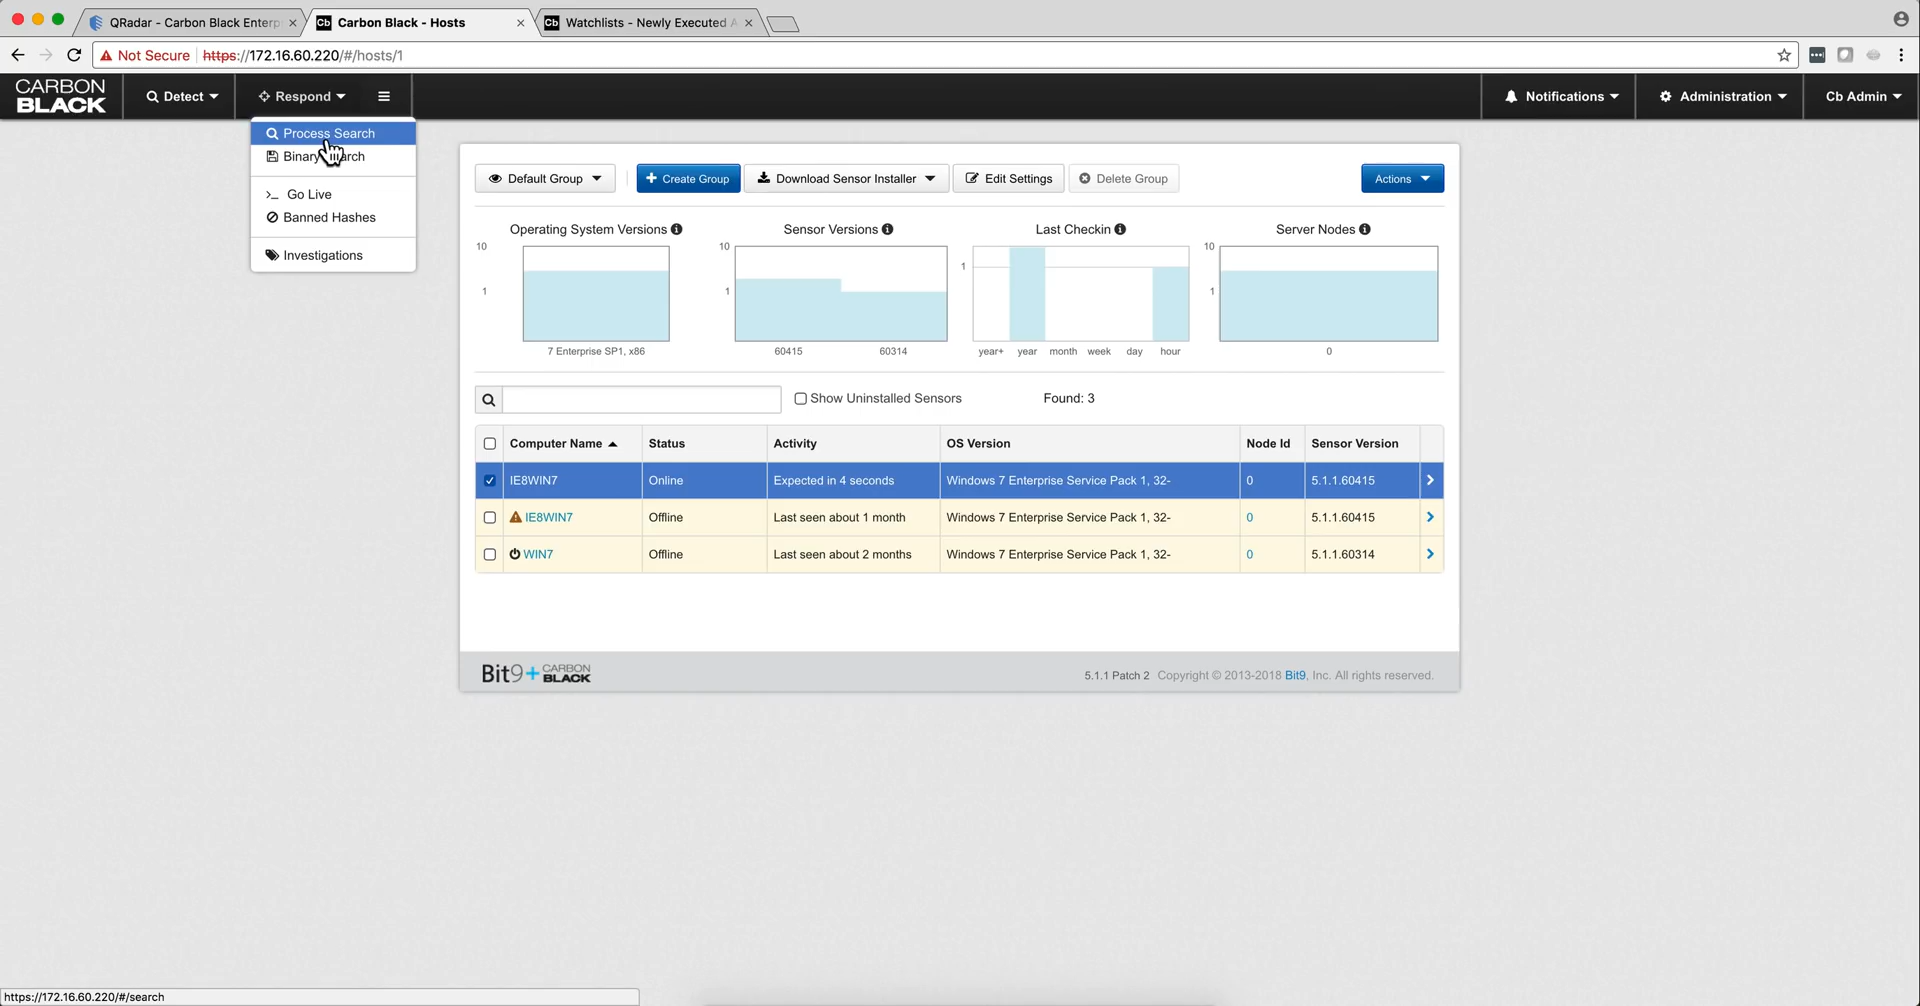 QRadar - Carbon Black Enterp
Carbon Black - Hosts
Watchlists - Newly Executed A
Not Secure https://172.16.60.220/#/hosts/1
CARBON
BLACK
Detect
Respond
Notifications
Administration
Cb Admin
Process Search
Binary Search
Go Live
Banned Hashes
Investigations
Default Group
Create Group
Download Sensor Installer
Edit Settings
Delete Group
Actions
Operating System Versions
10
1
7 Enterprise SP1, x86
Sensor Versions
10
1
60415 60314
Last Checkin
1
year+ year month week day hour
Server Nodes
10
1
0
Show Uninstalled Sensors
Found: 3
Computer Name Status Activity OS Version Node Id Sensor Version
IE8WIN7 Online Expected in 4 seconds Windows 7 Enterprise Service Pack 1, 32- 0 5.1.1.60415
IE8WIN7 Offline Last seen about 1 month Windows 7 Enterprise Service Pack 1, 32- 0 5.1.1.60415
WIN7 Offline Last seen about 2 months Windows 7 Enterprise Service Pack 1, 32- 0 5.1.1.60314
Bit9+CARBON BLACK
5.1.1 Patch 2 Copyright © 2013-2018 Bit9, Inc. All rights reserved.
https://172.16.60.220/#/search